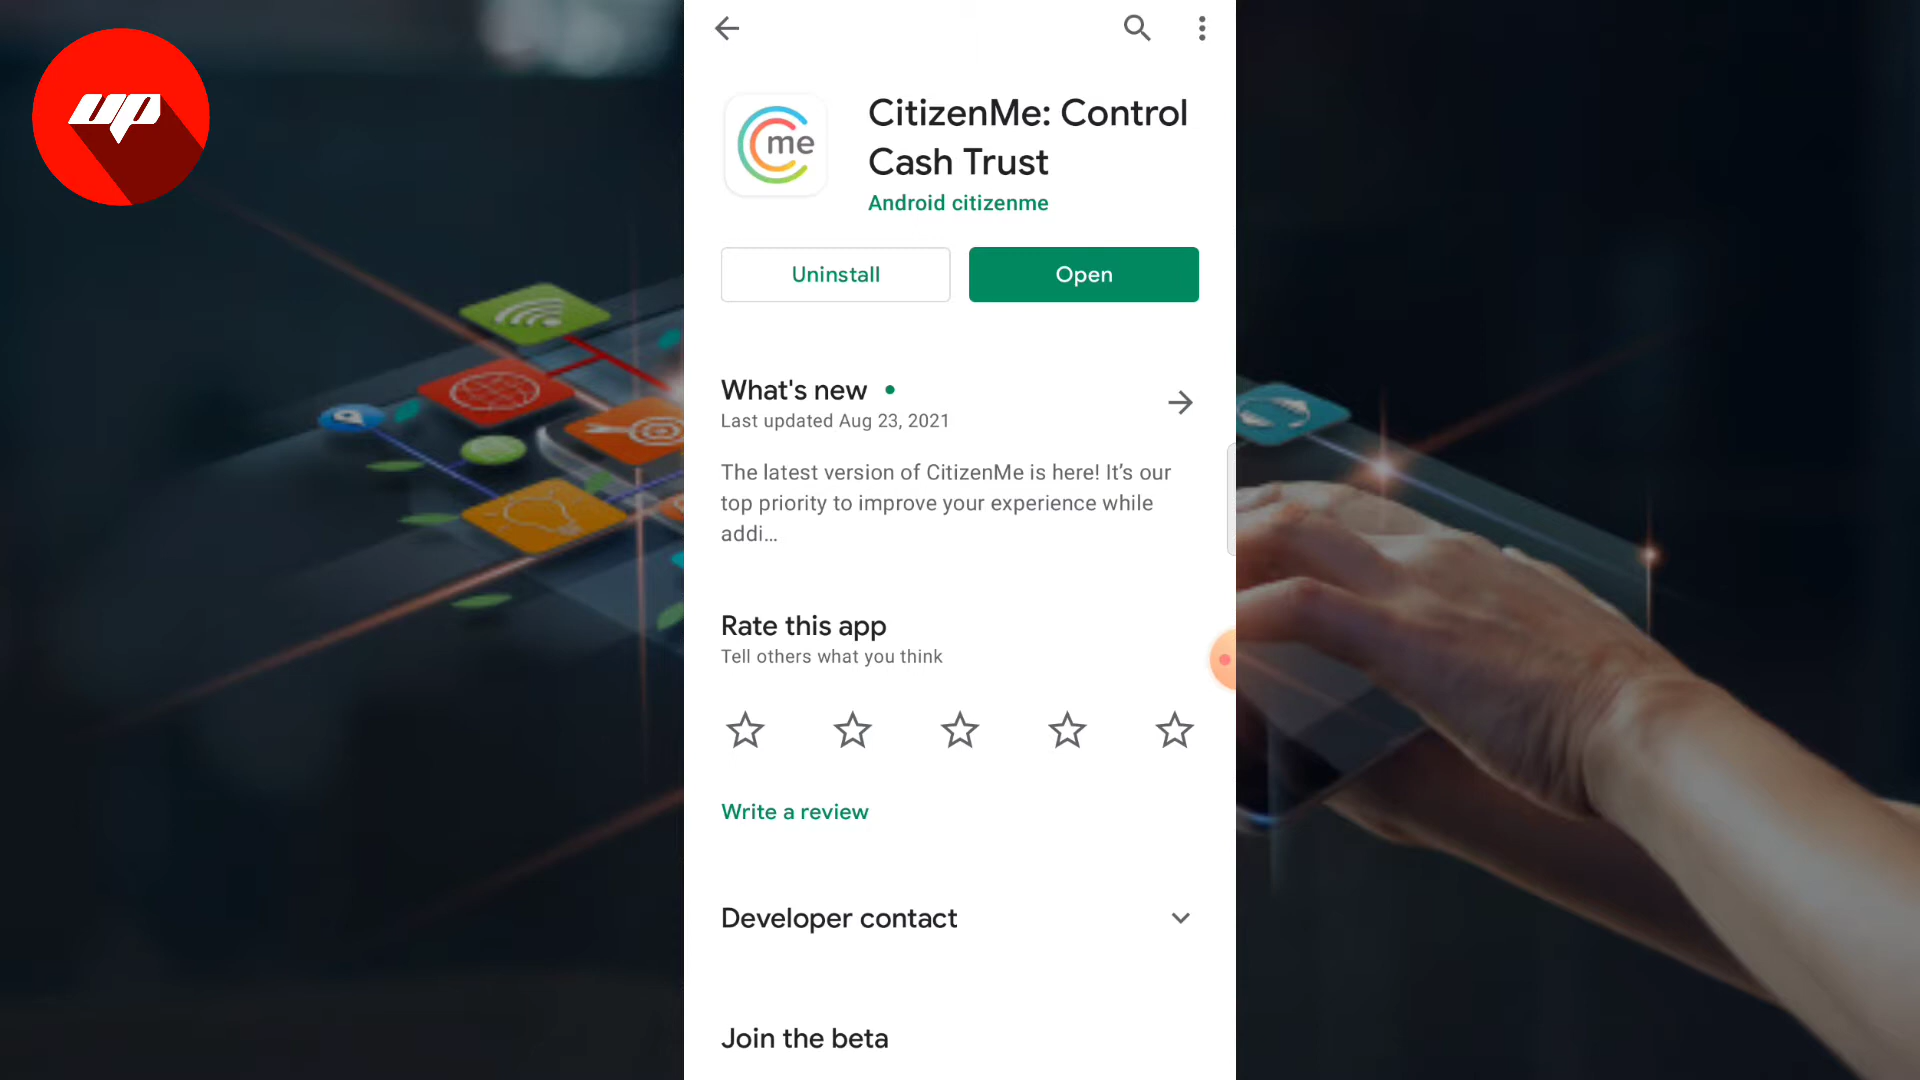 up
CitizenMe: Control
Cash Trust
Android citizenme
me
Uninstall
Open
What's new
Last updated Aug 23, 2021
The latest version of CitizenMe is here! It’s our
top priority to improve your experience while
addi...
Rate this app
Tell others what you think
Write a review
Developer contact
Join the beta